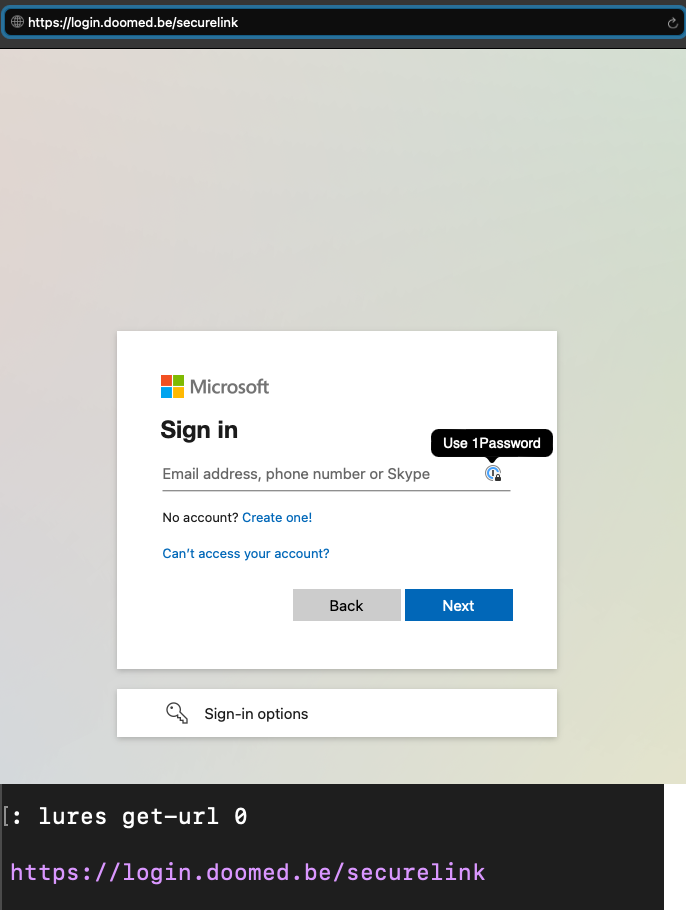 https://login.doomed.be/securelink
Microsoft
Sign in
Use 1Password
Email address, phone number or Skype
No account? Create one!
Can't access your account?
Back Next
Sign-in options
[: lures get-url 0
https://login.doomed.be/securelink